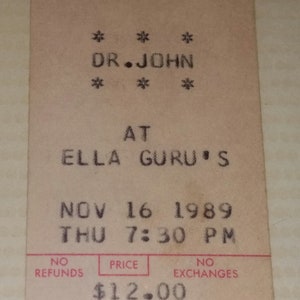 * * *
DR.JOHN
* * *
AT
ELLA GURU'S
NOV 16 1989
THU 7:30 PM
NO REFUNDS PRICE NO EXCHANGES
$12.00